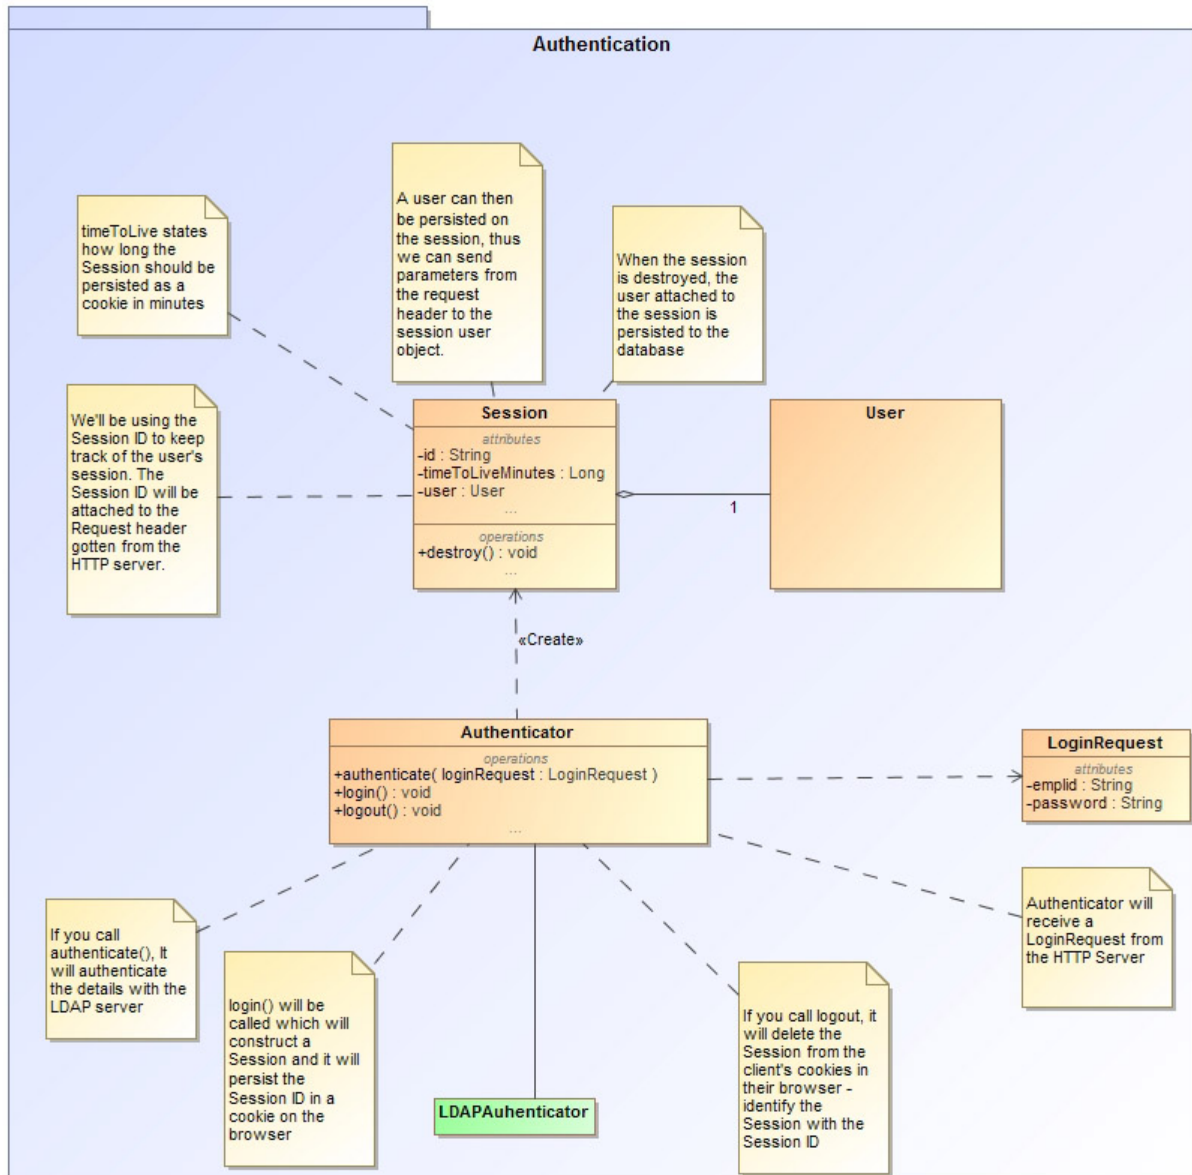 Authentication
timeToLive states
how long the
Session should be
persisted as a
cookie in minutes
A user can then
be persisted on
the session, thus
we can send
parameters from
the request
header to the
session user
object.
When the session
is destroyed, the
user attached to
the session is
persisted to the
database
We'll be using the
Session ID to keep
track of the user's
session. The
Session ID will be
attached to the
Request header
gotten from the
HTTP server.
Session
attributes
-id : String
-timeToLiveMinutes : Long
-user : User
...
operations
+destroy() : void
...
1
User
«Create»
Authenticator
operations
+authenticate( loginRequest : LoginRequest )
+login() : void
+logout() : void
...
LoginRequest
attributes
-emplid : String
-password : String
If you call
authenticate(), It
will authenticate
the details with the
LDAP server
login() will be
called which will
construct a
Session and it will
persist the
Session ID in a
cookie on the
browser
LDAPAuhenticator
If you call logout, it
will delete the
Session from the
client's cookies in
their browser -
identify the
Session with the
Session ID
Authenticator will
receive a
LoginRequest from
the HTTP Server